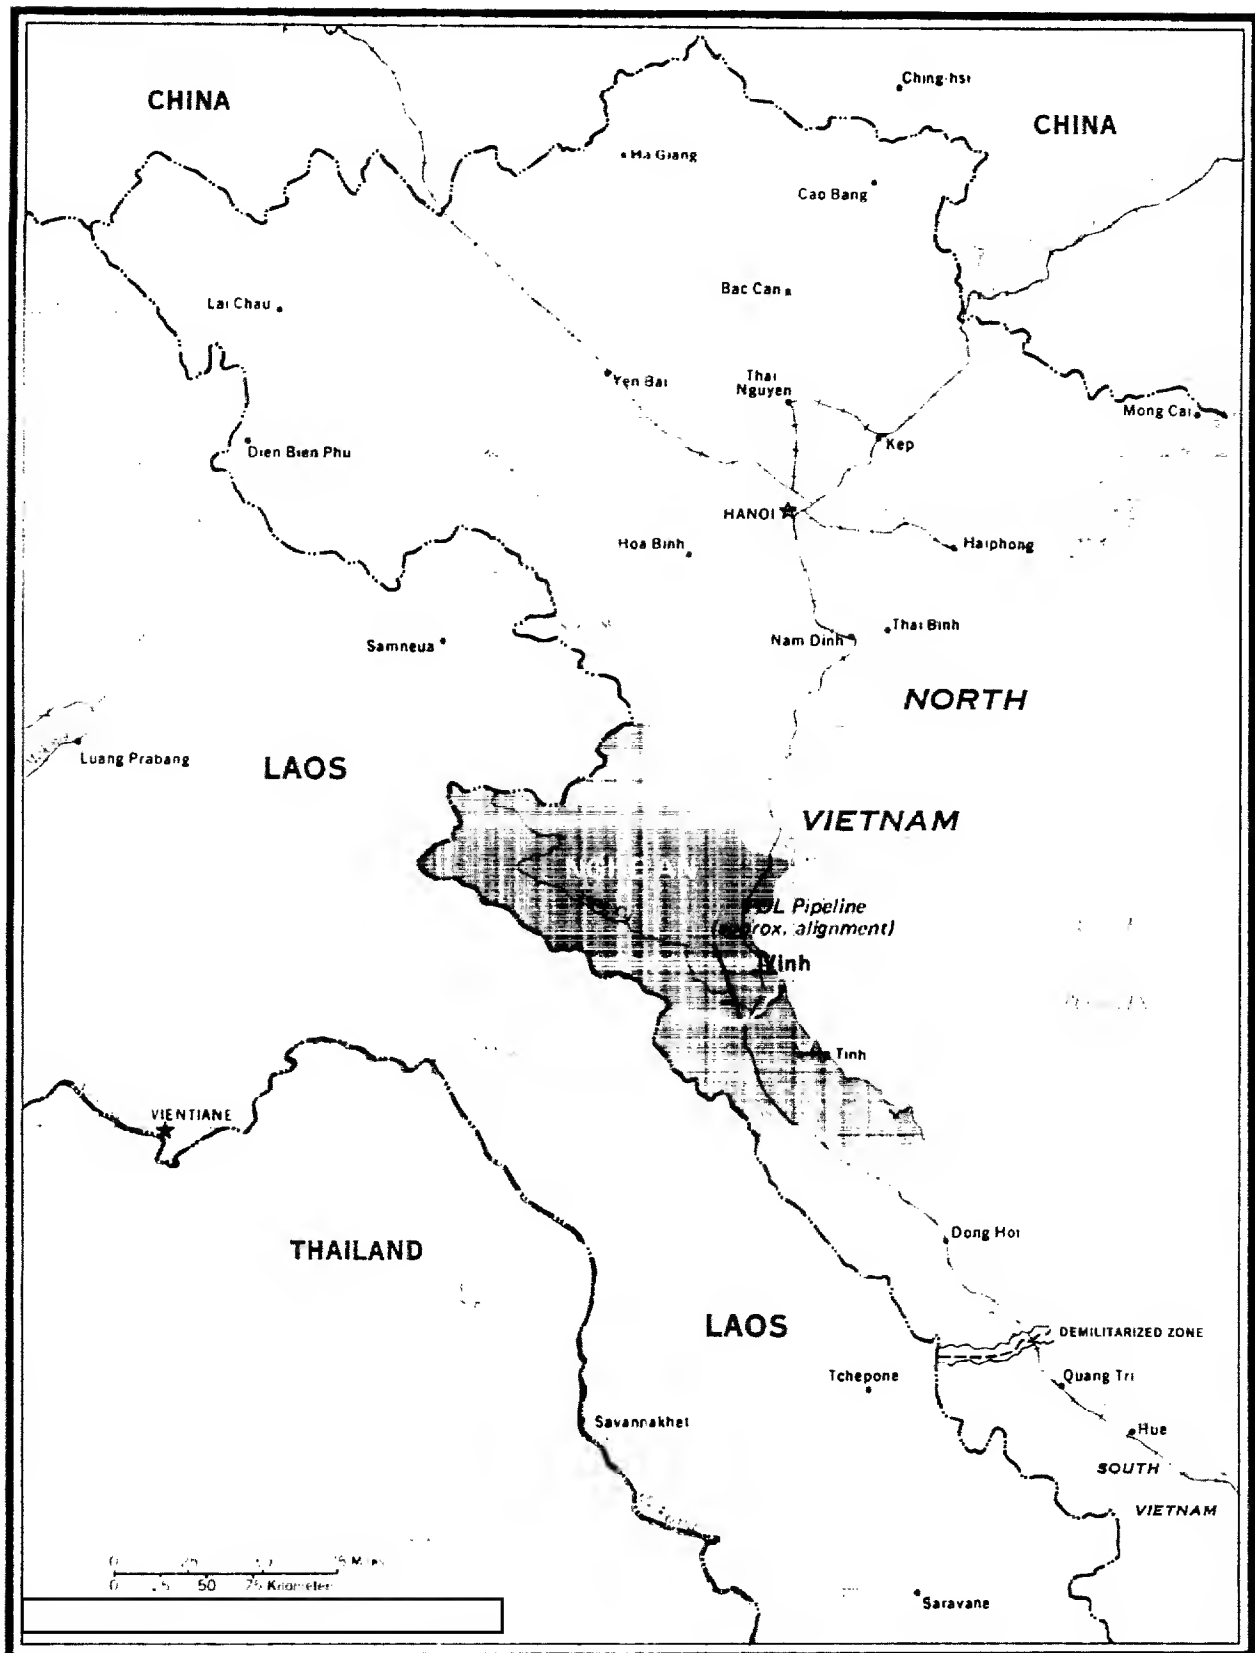 CHINA
Ching-hsi
CHINA
Ha Giang
Cao Bang
Bac Can
Lai Chau
Yen Bai
Thai
Nguyen
Mong Cai
Kep
Dien Bien Phu
HANOI
Hoa Binh
Haiphong
Samneua
Nam Dinh
Thai Binh
NORTH
Luang Prabang
LAOS
VIETNAM
Pipeline
alignment)
Vinh
Tinh
VIENTIANE
THAILAND
Dong Hoi
LAOS
DEMILITARIZED ZONE
Tchepone
Quang Tri
Savannakhet
Hue
SOUTH
VIETNAM
Miles
0 50 75 Kilometer
Saravane